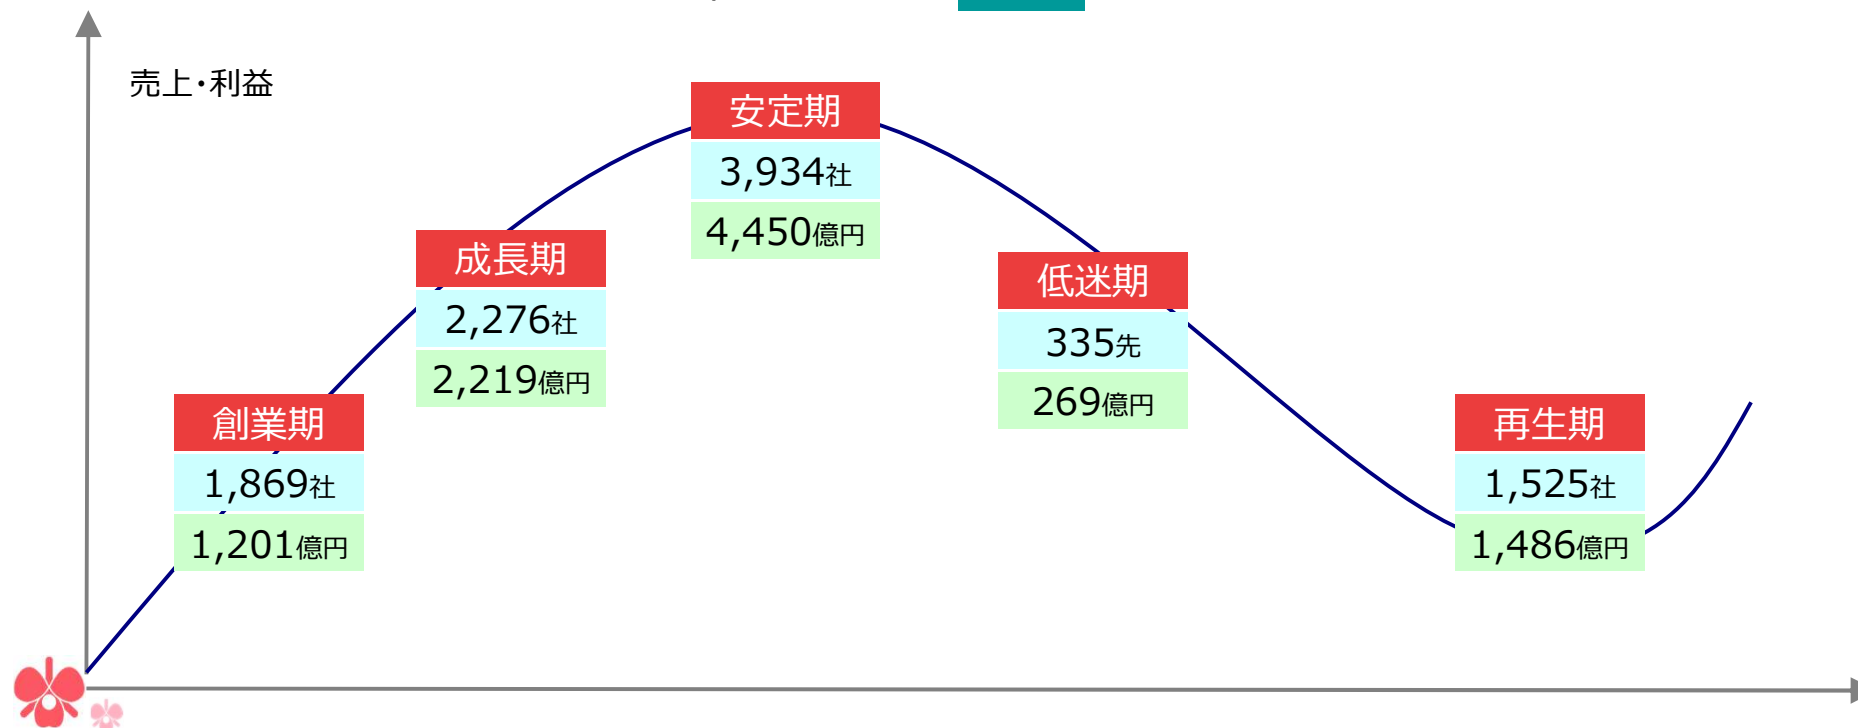 売上・利益
安定期
3,934社
4,450億円
成長期
2,276社
2,219億円
低迷期
335先
269億円
創業期
1,869社
1,201億円
再生期
1,525社
1,486億円